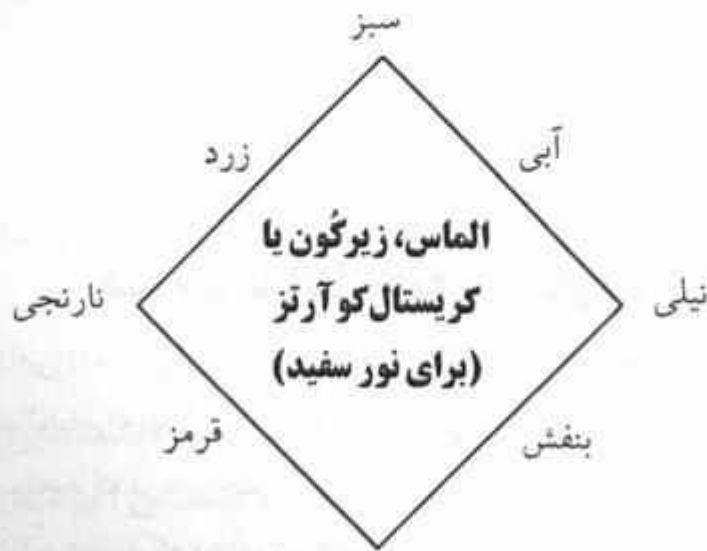 سبز
آبی
زرد
الماس، زیرکُون یا
کریستال کوآرتز
(برای نور سفید)
نیلی
نارنجی
بنفش
قرمز